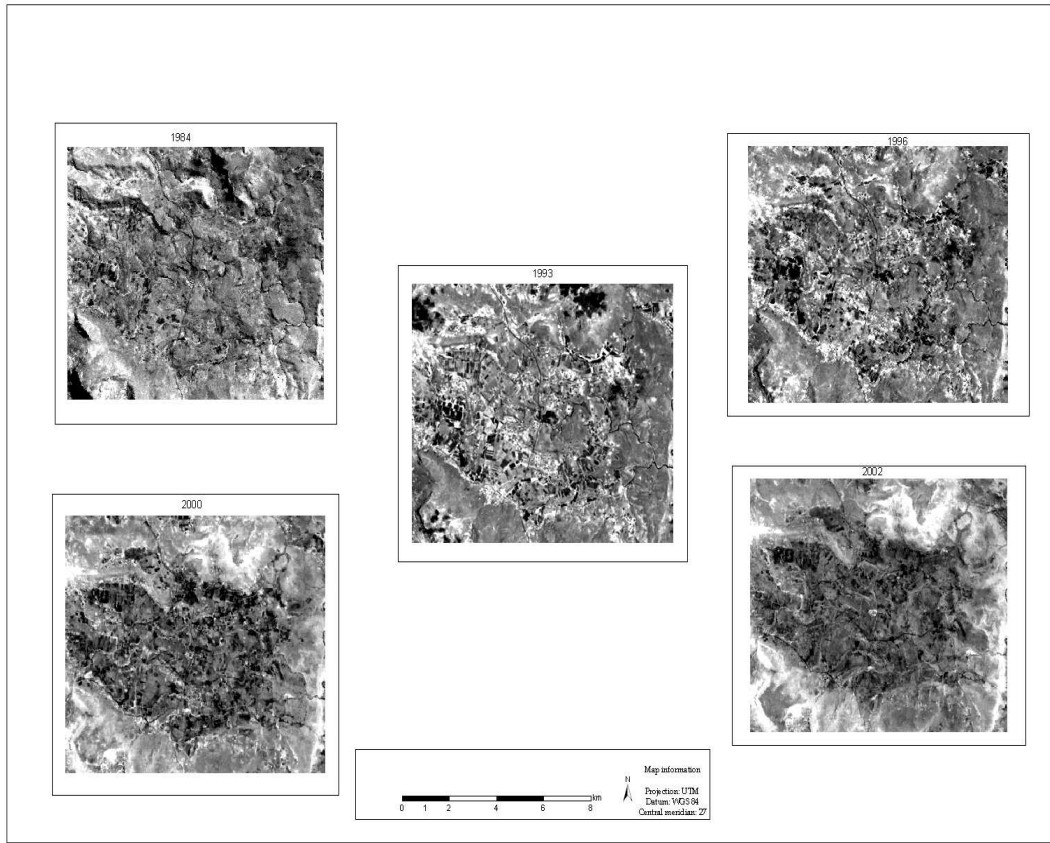 1984
1996
1993
2000
2002
Map information
N
km
Projection: UTM
Datum: WGS 84
Central meridian: 27
0 1 2 4 6 8